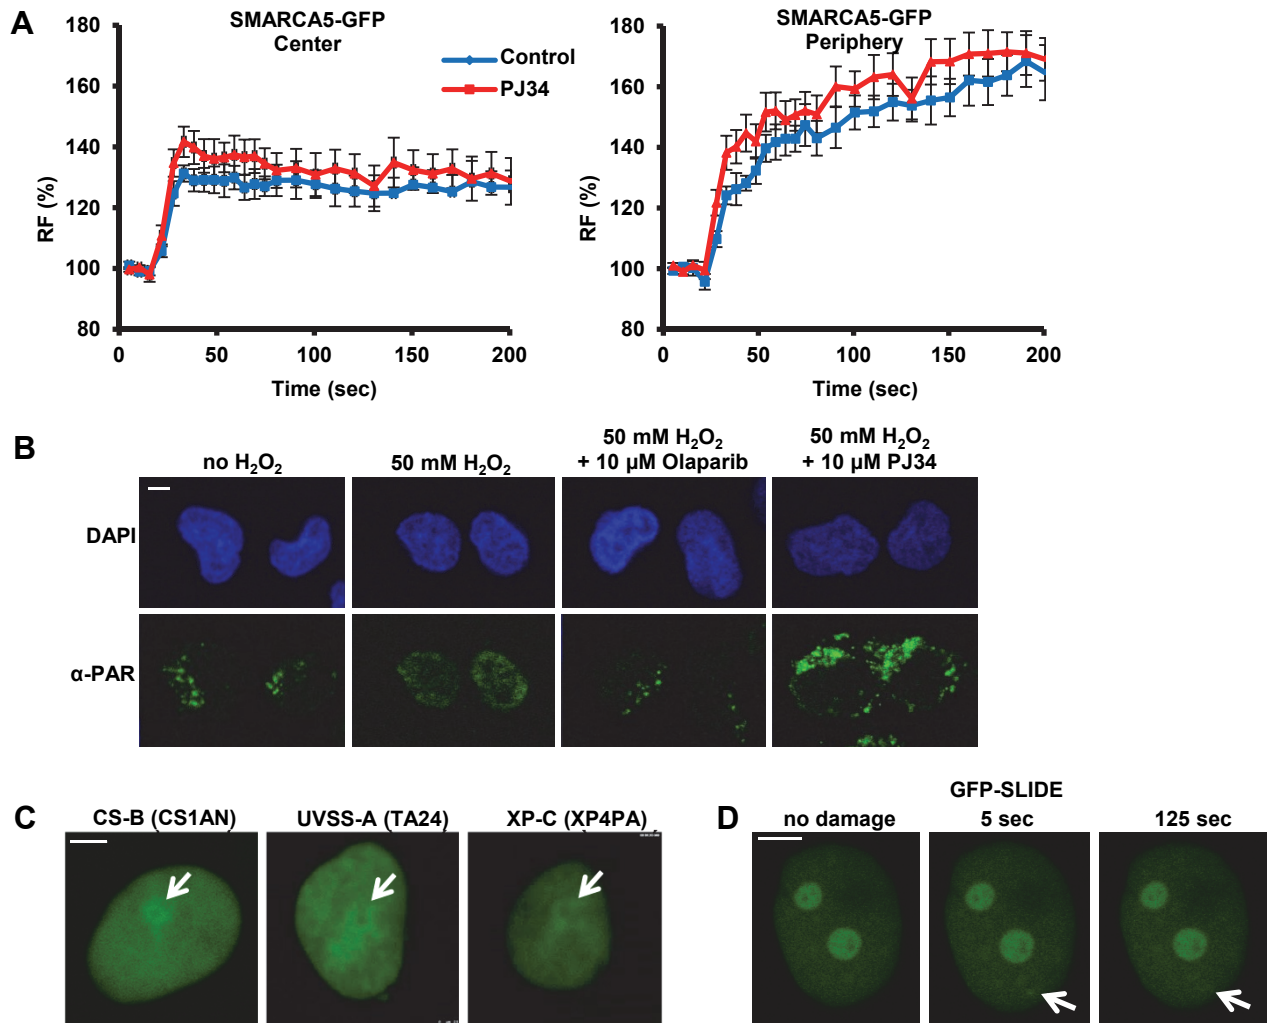 A
SMARCA5-GFP
Center
Control
PJ34
RF (%)
180
160
140
120
100
80
0 50 100 150 200
Time (sec)
SMARCA5-GFP
Periphery
RF (%)
180
160
140
120
100
80
0 50 100 150 200
Time (sec)
B
no H₂O₂
50 mM H₂O₂
50 mM H₂O₂
+ 10 µM Olaparib
50 mM H₂O₂
+ 10 µM PJ34
DAPI
α-PAR
C
CS-B (CS1AN)
UVSS-A (TA24)
XP-C (XP4PA)
D
GFP-SLIDE
no damage 5 sec 125 sec